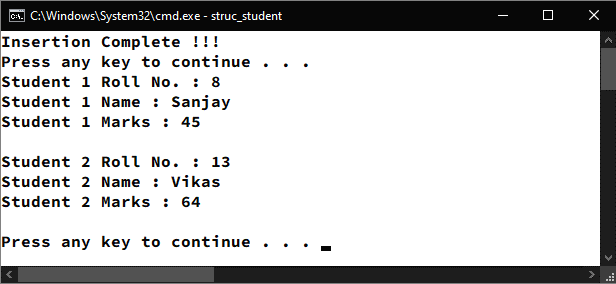 C:\Windows\System32\cmd.exe - struc_student
Insertion Complete !!!
Press any key to continue . . .
Student 1 Roll No. : 8
Student 1 Name : Sanjay
Student 1 Marks : 45
Student 2 Roll No. : 13
Student 2 Name : Vikas
Student 2 Marks : 64
Press any key to continue . . .